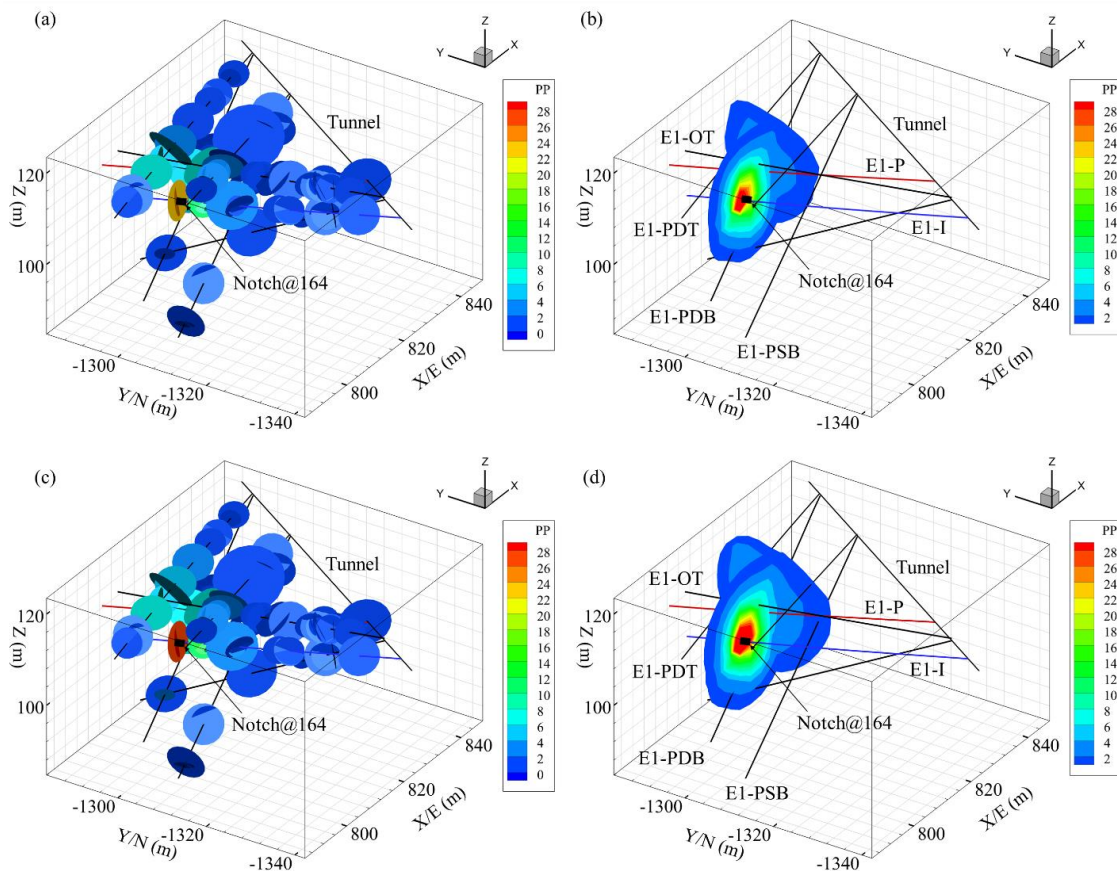 (a)
Z
Y
X
PP
28
26
24
22
20
18
16
14
12
10
8
6
4
2
0
Tunnel
120
100
Z (m)
Notch@164
840
820
800
X/E (m)
-1300
-1320
-1340
Y/N (m)
(b)
Z
Y
X
PP
28
26
24
22
20
18
16
14
12
10
8
6
4
2
E1-OT
Tunnel
E1-P
E1-PDT
E1-I
120
100
Z (m)
Notch@164
E1-PDB
E1-PSB
840
820
800
X/E (m)
-1300
-1320
-1340
Y/N (m)
(c)
Z
Y
X
PP
28
26
24
22
20
18
16
14
12
10
8
6
4
2
0
Tunnel
120
100
Z (m)
Notch@164
840
820
800
X/E (m)
-1300
-1320
-1340
Y/N (m)
(d)
Z
Y
X
PP
28
26
24
22
20
18
16
14
12
10
8
6
4
2
E1-OT
Tunnel
E1-P
E1-PDT
E1-I
120
100
Z (m)
Notch@164
E1-PDB
E1-PSB
840
820
800
X/E (m)
-1300
-1320
-1340
Y/N (m)